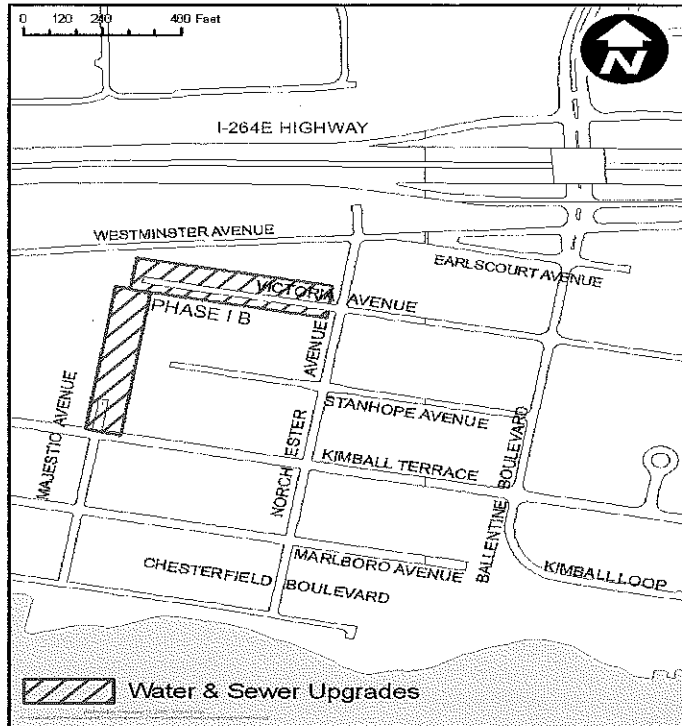 0 120 240 480 Feet
N
I-264E HIGHWAY
WESTMINSTER AVENUE
EARLSCOURT AVENUE
VICTORIA AVENUE
PHASE I B
NORCHESTER AVENUE
STANHOPE AVENUE
MAJESTIC AVENUE
KIMBALL TERRACE
BALLENTINE BOULEVARD
MARLBORO AVENUE
CHESTERFIELD BOULEVARD
KIMBALL LOOP
Water & Sewer Upgrades